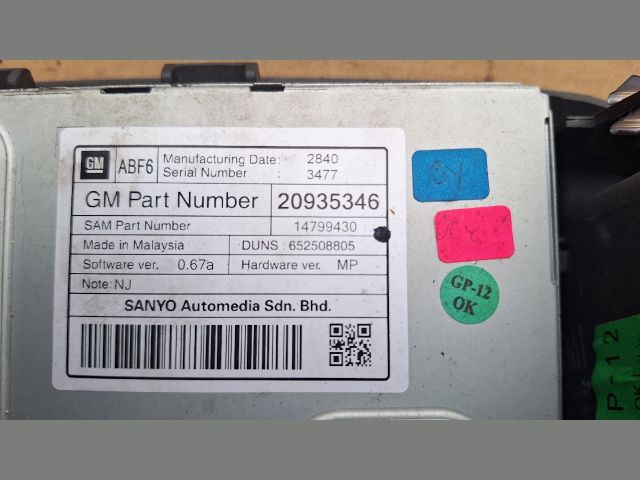 GM ABF6 Manufacturing Date: 2840
Serial Number : 3477
GM Part Number 20935346
SAM Part Number 14799430
Made in Malaysia DUNS : 652508805
Software ver. 0.67a Hardware ver. MP
Note: NJ
SANYO Automedia Sdn. Bhd.
GP-12
OK
P-12